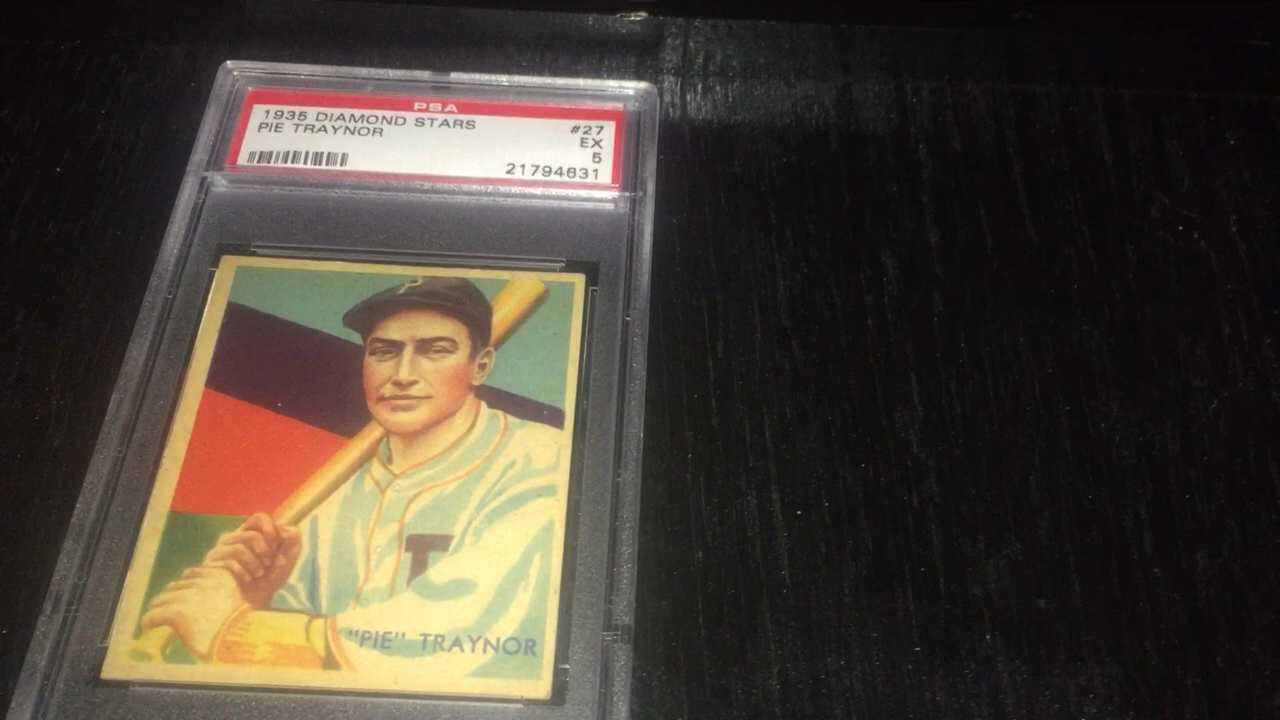 PSA
1935 DIAMOND STARS #27
PIE TRAYNOR EX
5
21794631
P
T
"PIE" TRAYNOR